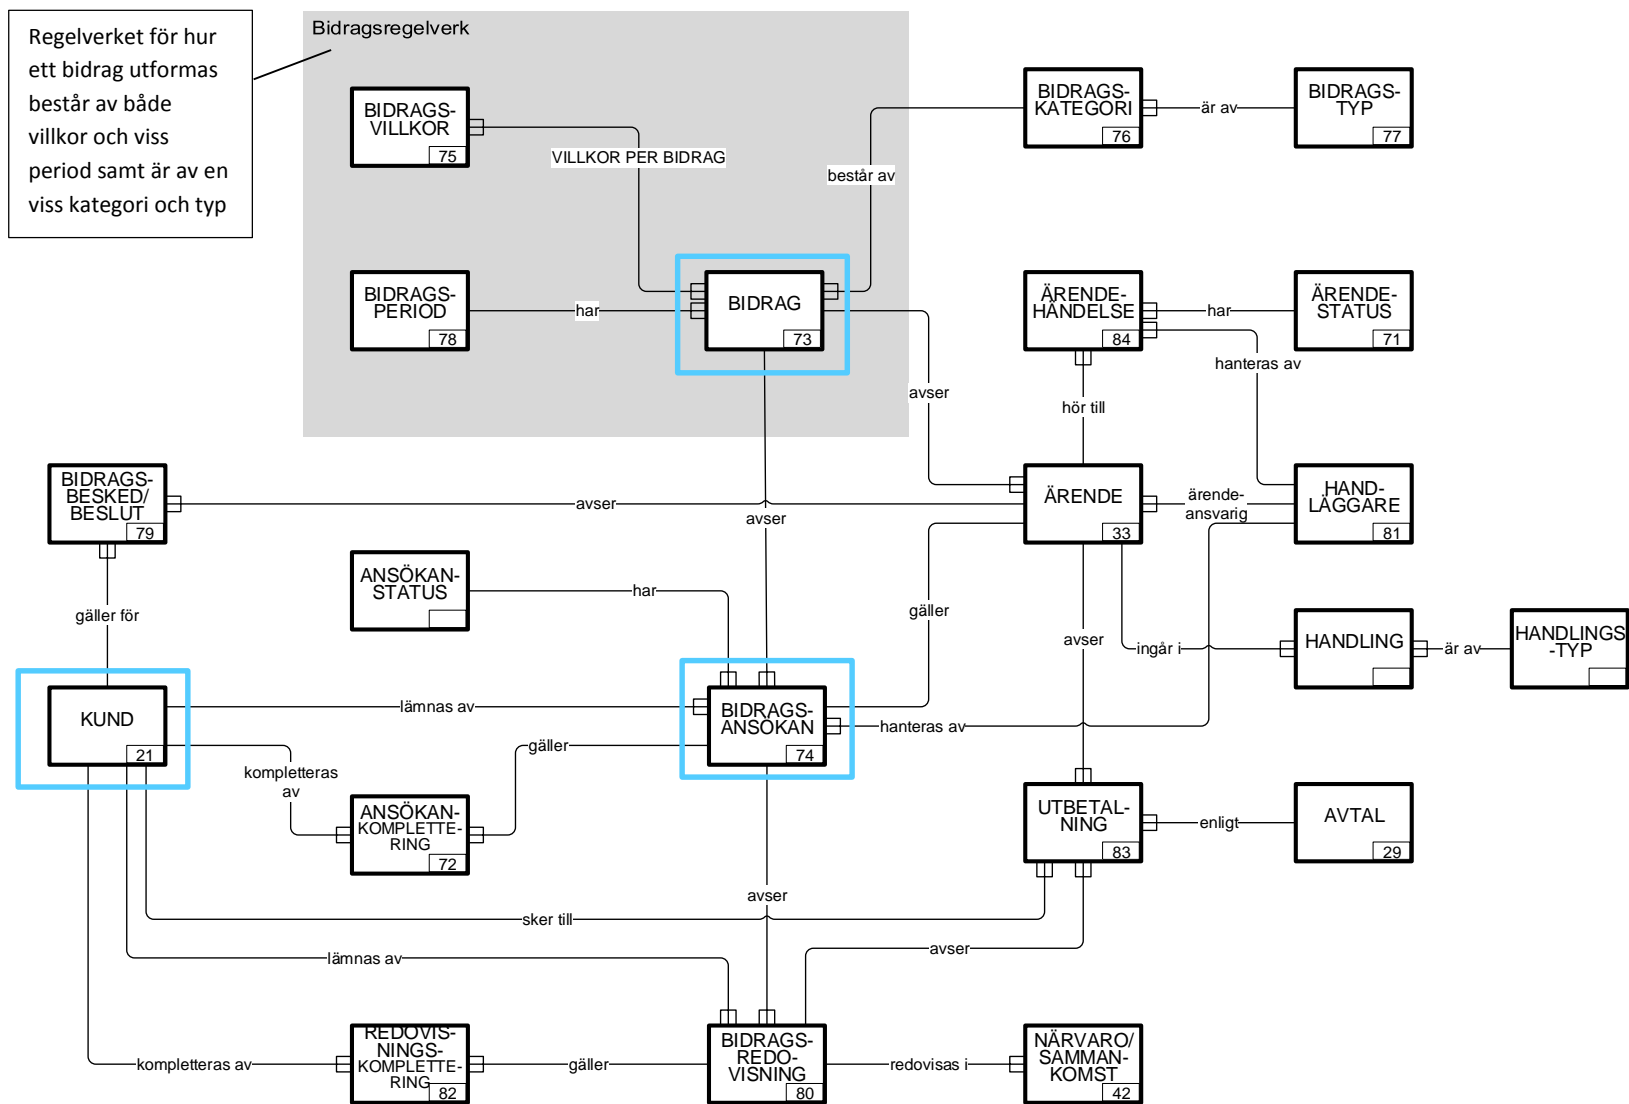 Regelverket för hur
ett bidrag utformas
består av både
villkor och viss
period samt är av en
viss kategori och typ
Bidragsregelverk
BIDRAGS-
VILLKOR
75
VILLKOR PER BIDRAG
består av
BIDRAGS-
KATEGORI
76
är av
BIDRAGS-
TYP
77
BIDRAGS-
PERIOD
78
har
BIDRAG
73
ÄRENDE-
HÄNDELSE
84
har
ÄRENDE-
STATUS
71
hanteras av
avser
hör till
BIDRAGS-
BESKED/
BESLUT
79
avser
avser
ÄRENDE
33
ärende-
ansvarig
HAND-
LÄGGARE
81
ANSÖKAN-
STATUS
har
gäller för
gäller
avser
ingår i
HANDLING
är av
HANDLINGS
-TYP
KUND
21
lämnas av
BIDRAGS-
ANSÖKAN
74
hanteras av
gäller
kompletteras
av
ANSÖKAN-
KOMPLETTE-
RING
72
UTBETAL-
NING
83
enligt
AVTAL
29
avser
sker till
avser
lämnas av
REDOVIS-
NINGS-
KOMPLETTE-
RING
82
kompletteras av
gäller
BIDRAGS-
REDO-
VISNING
80
redovisas i
NÄRVARO/
SAMMAN-
KOMST
42